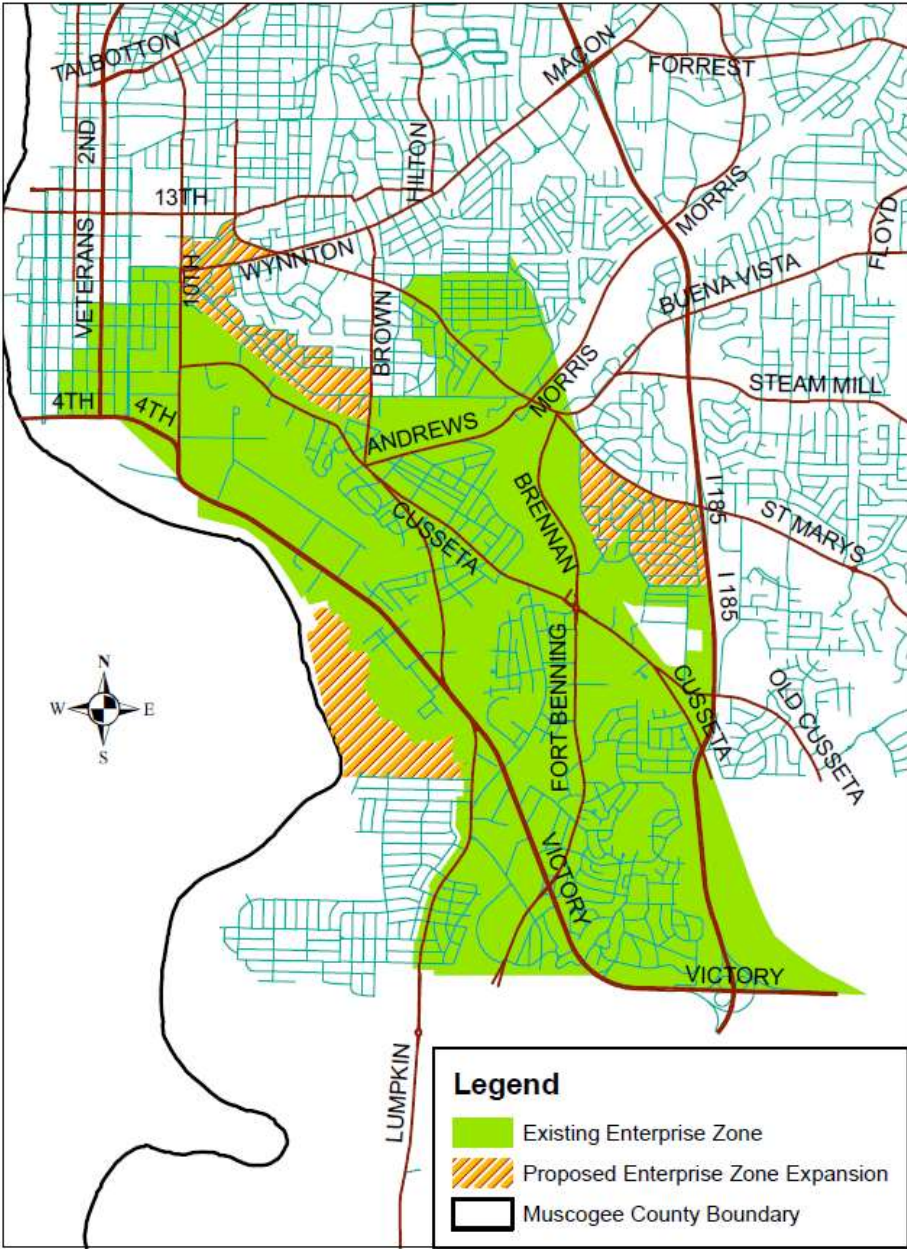 TALBOTTON
MACON
FORREST
2ND
HILTON
13TH
MORRIS
FLOYD
WYNNTON
10TH
BUENA VISTA
VETERANS
BROWN
MORRIS
STEAM MILL
4TH
4TH
ANDREWS
BRENNAN
I 185
ST MARYS
CUSSETA
I 185
FORT BENNING
CUSSETA
OLD CUSSETA
N
W
E
S
VICTORY
VICTORY
LUMPKIN
Legend
Existing Enterprise Zone
Proposed Enterprise Zone Expansion
Muscogee County Boundary